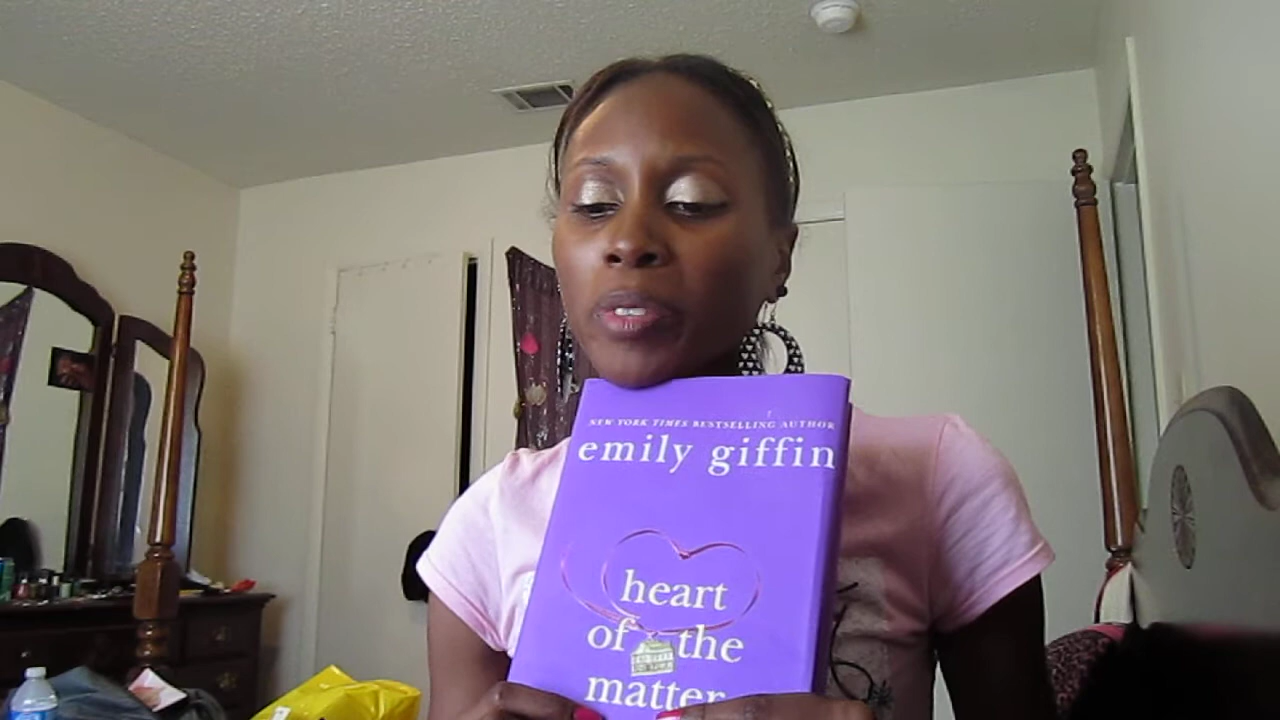 NEW YORK TIMES BESTSELLING AUTHOR
emily giffin
heart
of the
matter